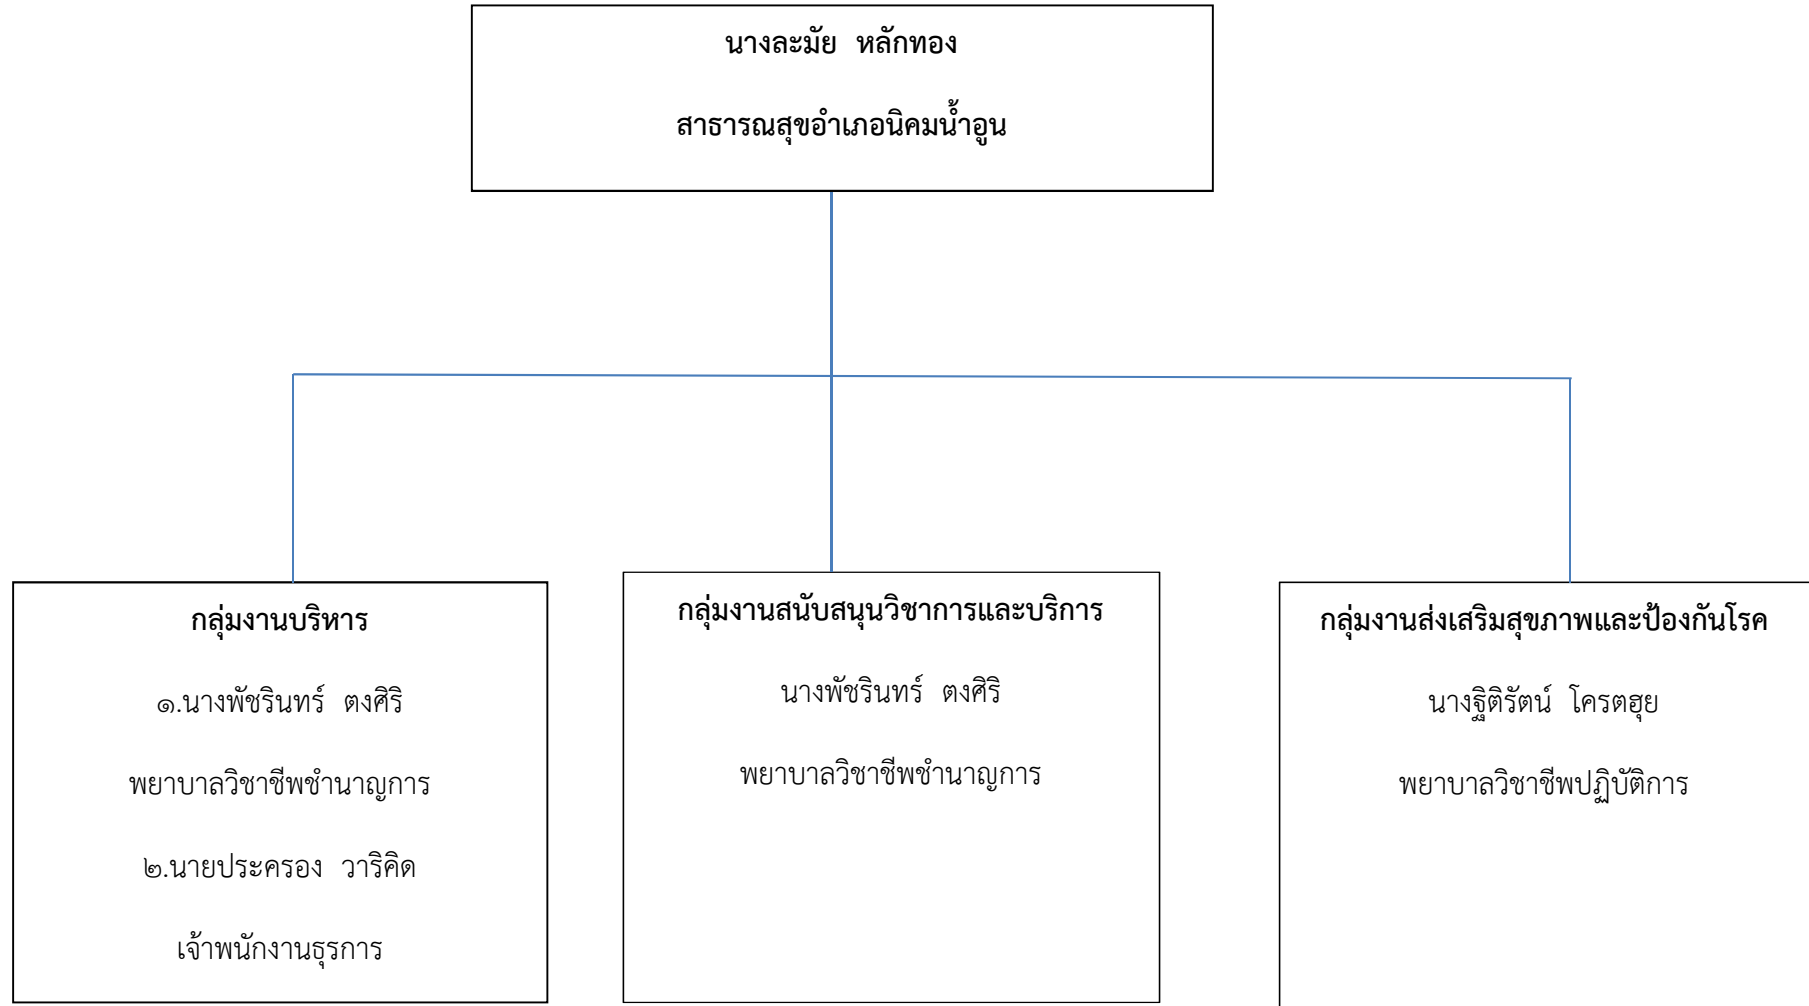 นางละมัย หลักทอง
สาธารณสุขอำเภอนิคมน้ำอูน
กลุ่มงานบริหาร
๑.นางพัชรินทร์ ตงศิริ
พยาบาลวิชาชีพชำนาญการ
๒.นายประครอง วาริคิด
เจ้าพนักงานธุรการ
กลุ่มงานสนับสนุนวิชาการและบริการ
นางพัชรินทร์ ตงศิริ
พยาบาลวิชาชีพชำนาญการ
กลุ่มงานส่งเสริมสุขภาพและป้องกันโรค
นางฐิติรัตน์ โครตฮุย
พยาบาลวิชาชีพปฏิบัติการ